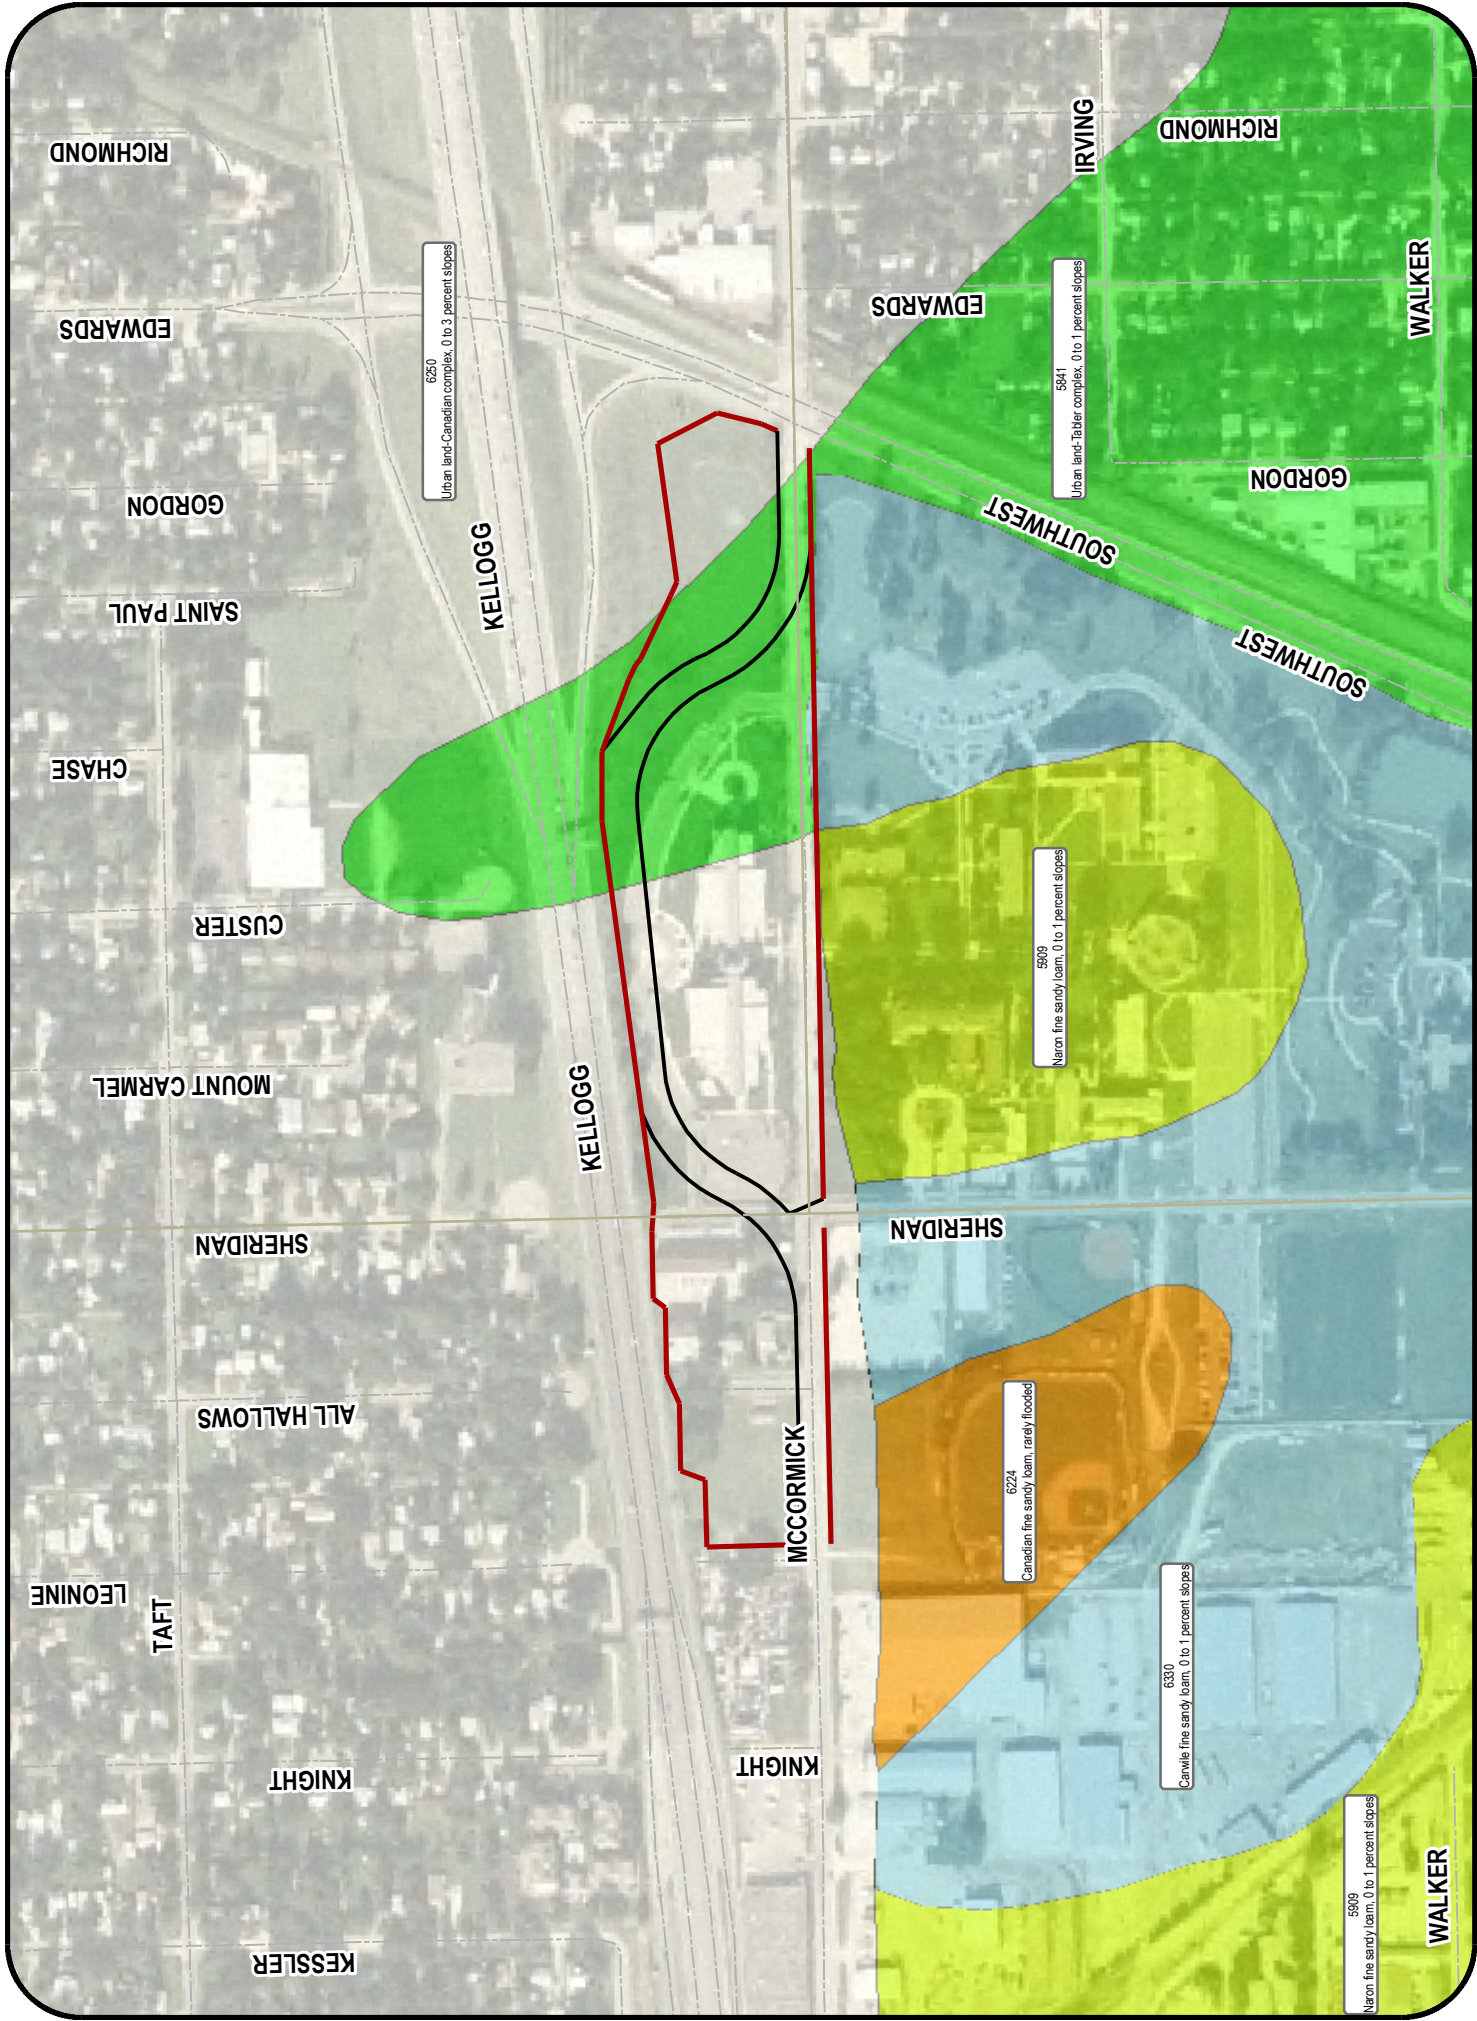 RICHMOND
EDWARDS
GORDON
SAINT PAUL
CHASE
CUSTER
MOUNT CARMEL
SHERIDAN
ALL HALLOWS
LEONINE
TAFT
KNIGHT
KESSLER
6250
Urban land-Canadian complex, 0 to 3 percent slopes
KELLOGG
KELLOGG
IRVING
RICHMOND
EDWARDS
WALKER
5841
Urban land-Tabler complex, 0 to 1 percent slopes
GORDON
SOUTHWEST
SOUTHWEST
5909
Naron fine sandy loam, 0 to 1 percent slopes
SHERIDAN
MCCORMICK
6224
Canadian fine sandy loam, rarely flooded
6330
Carwile fine sandy loam, 0 to 1 percent slopes
KNIGHT
5909
Naron fine sandy loam, 0 to 1 percent slopes
WALKER